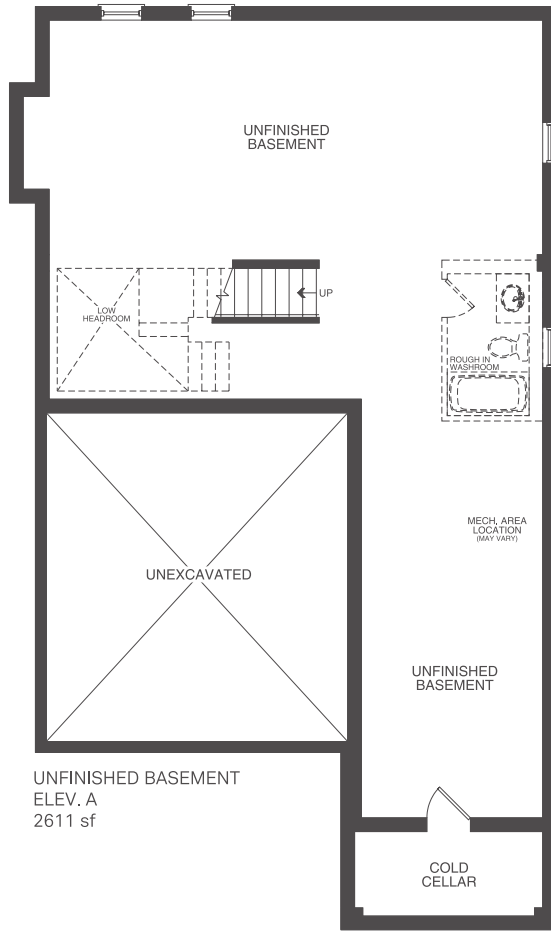 UNFINISHED
BASEMENT
LOW
HEADROOM
UP
ROUGH IN
WASHROOM
MECH. AREA
LOCATION
(MAY VARY)
UNEXCAVATED
UNFINISHED
BASEMENT
UNFINISHED BASEMENT
ELEV. A
2611 sf
COLD
CELLAR